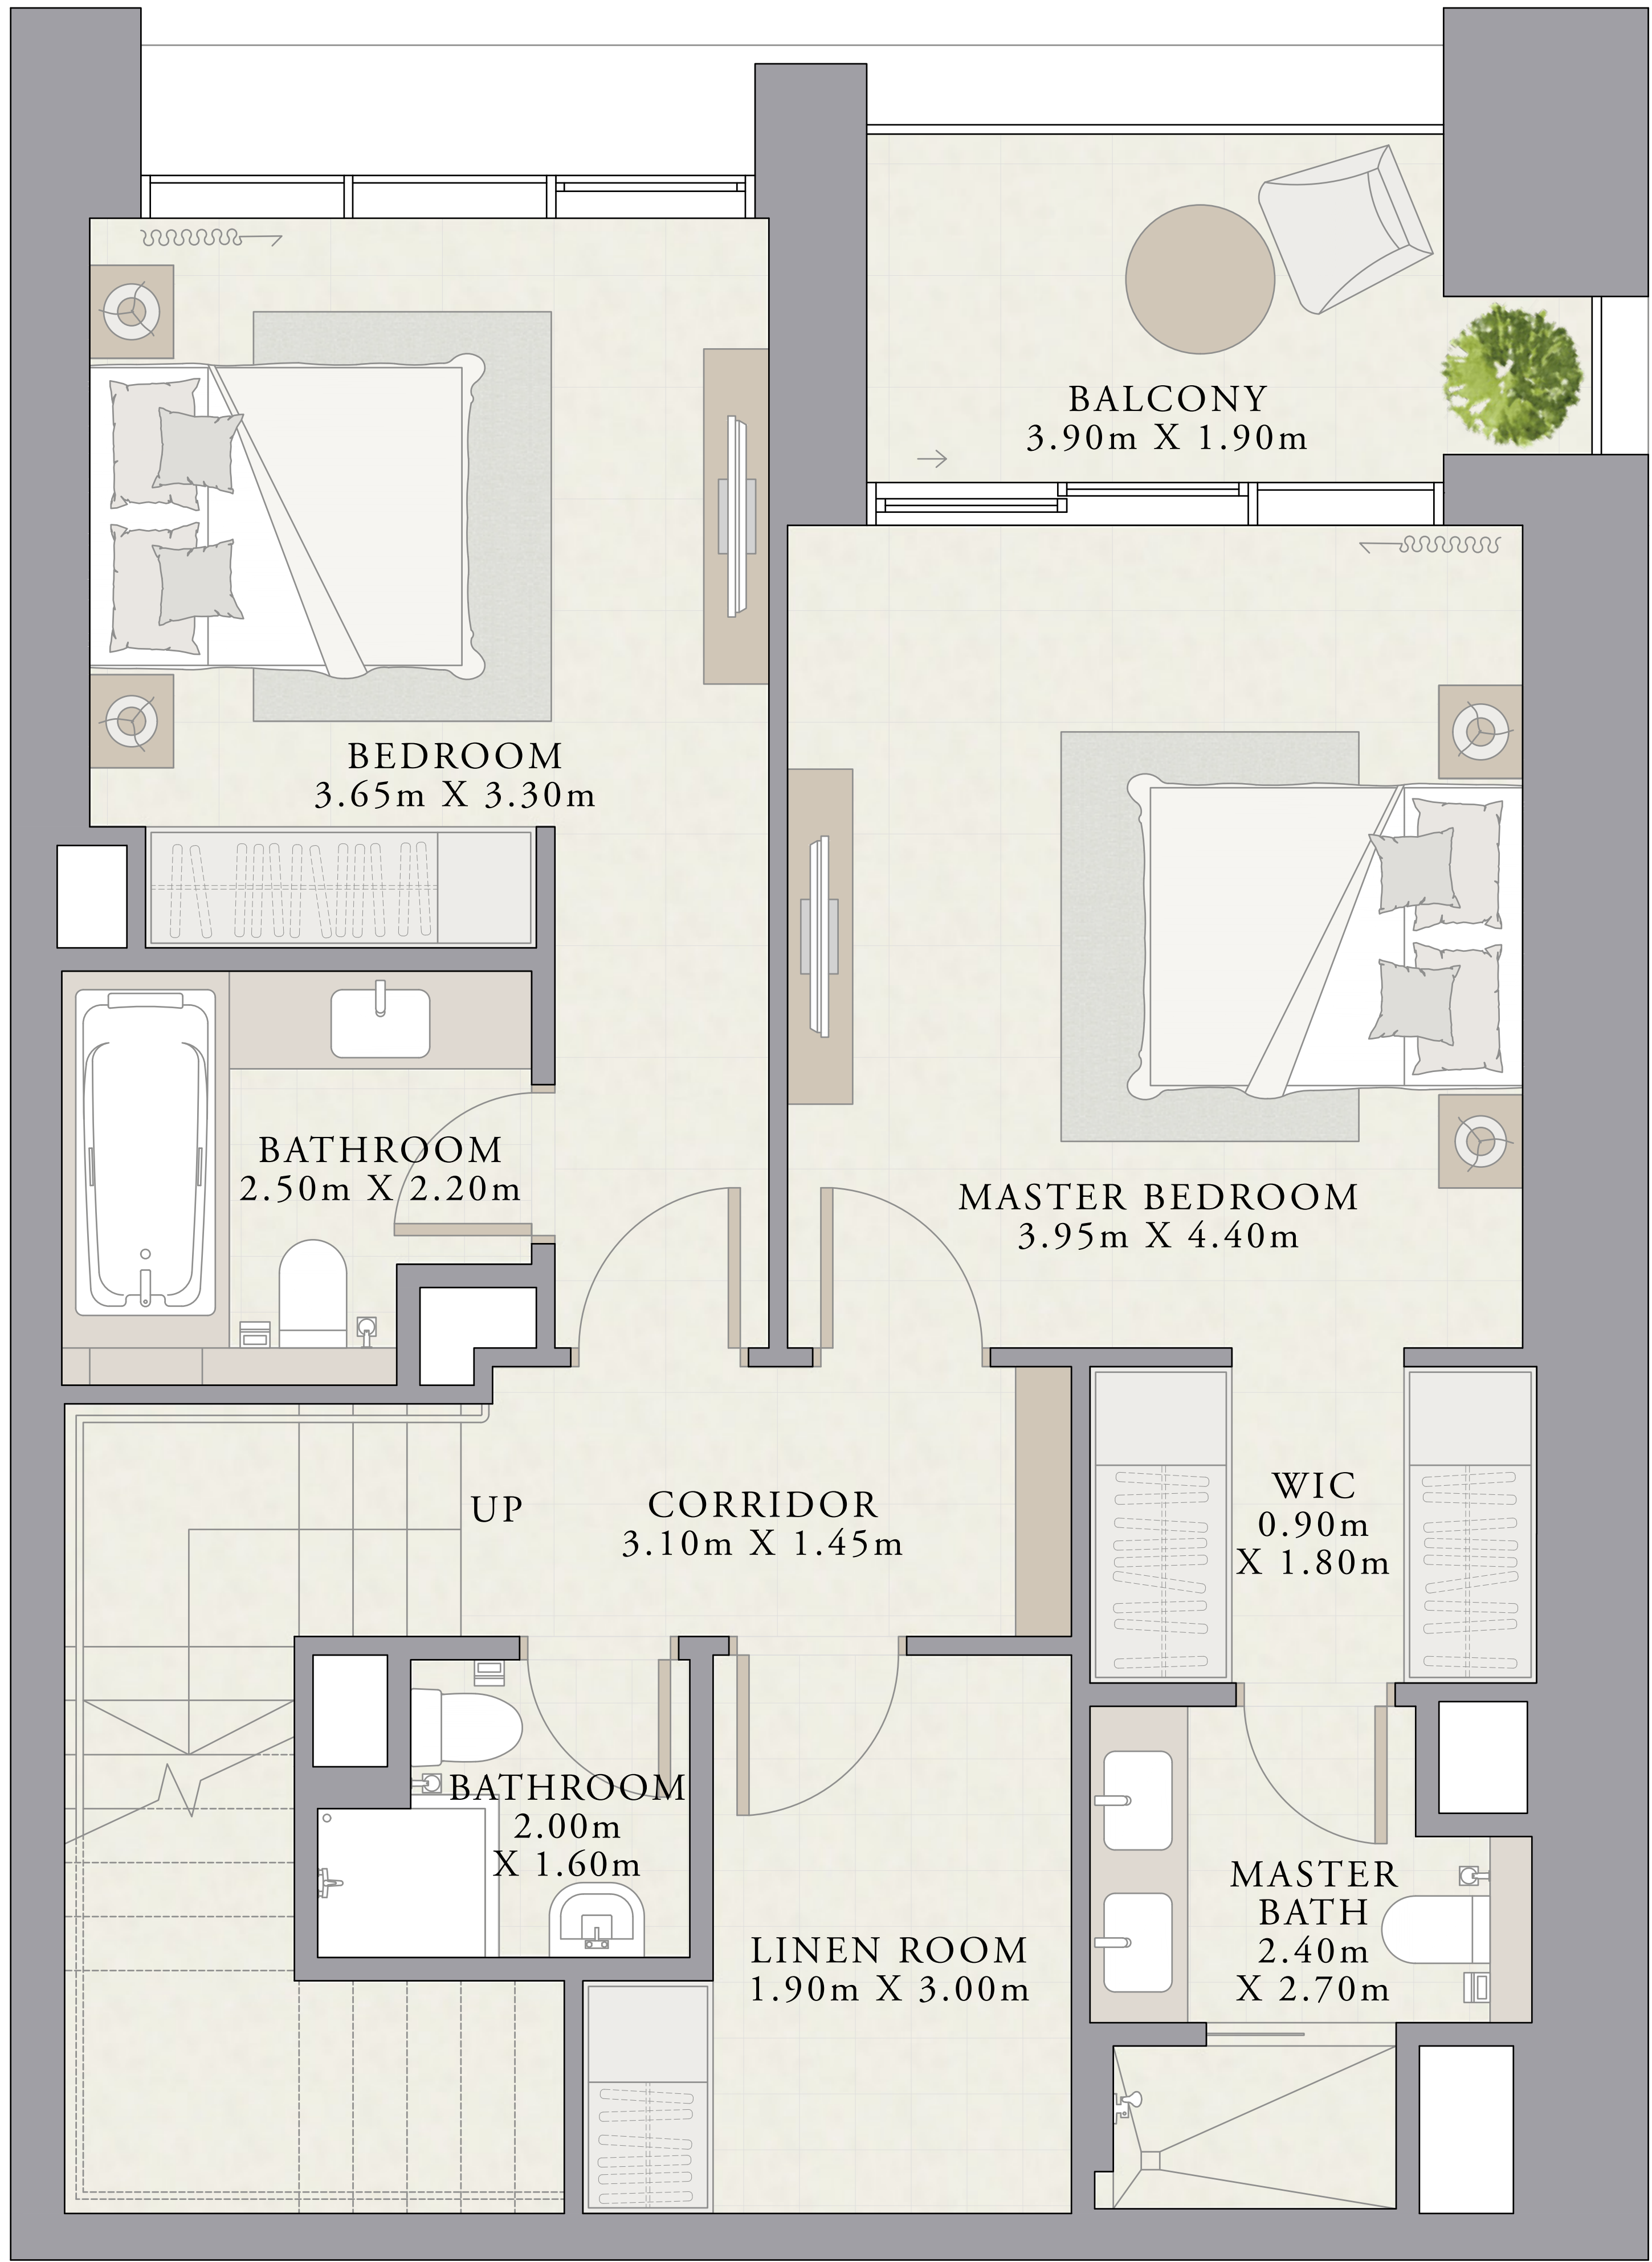 BALCONY
3.90m X 1.90m
BEDROOM
3.65m X 3.30m
BATHROOM
2.50m X 2.20m
MASTER BEDROOM
3.95m X 4.40m
UP
CORRIDOR
3.10m X 1.45m
WIC
0.90m
X 1.80m
BATHROOM
2.00m
X 1.60m
LINEN ROOM
1.90m X 3.00m
MASTER
BATH
2.40m
X 2.70m